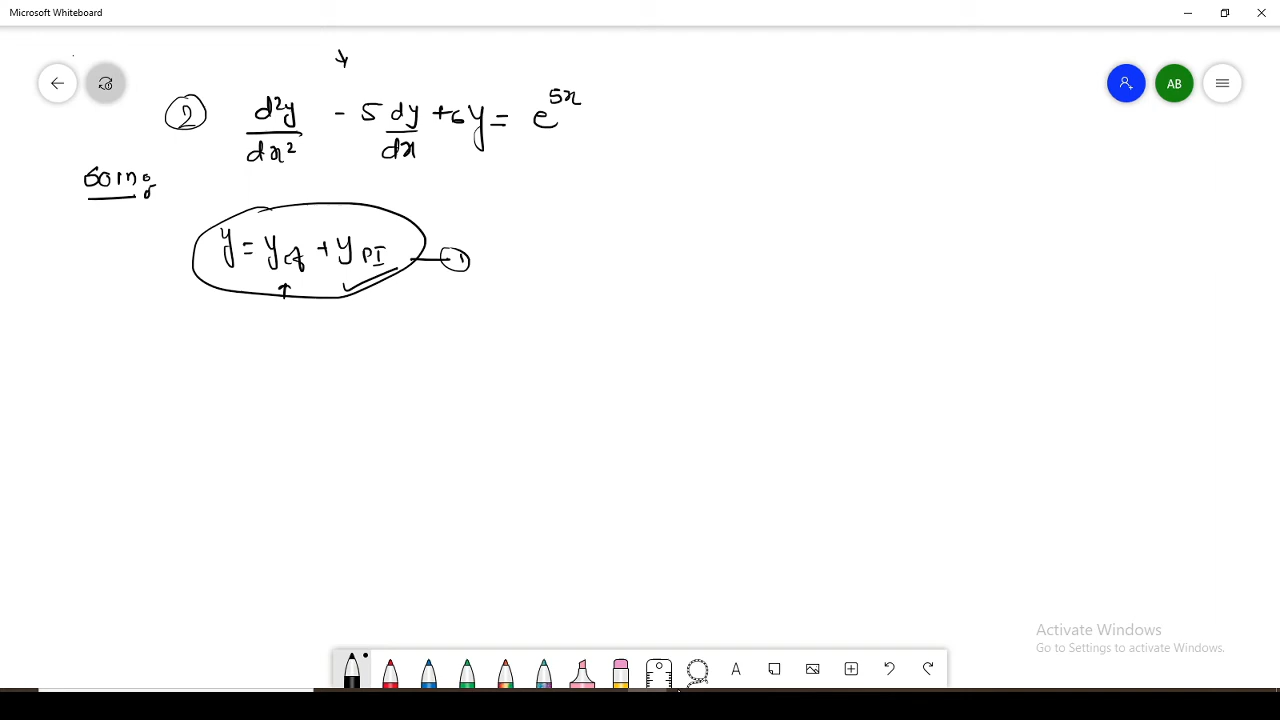 Microsoft Whiteboard
AB
② d²y/dx² - 5 dy/dx + 6y = e^5x
Soln:
y = y_cf + y_PI — ①
Activate Windows
Go to Settings to activate Windows.
A